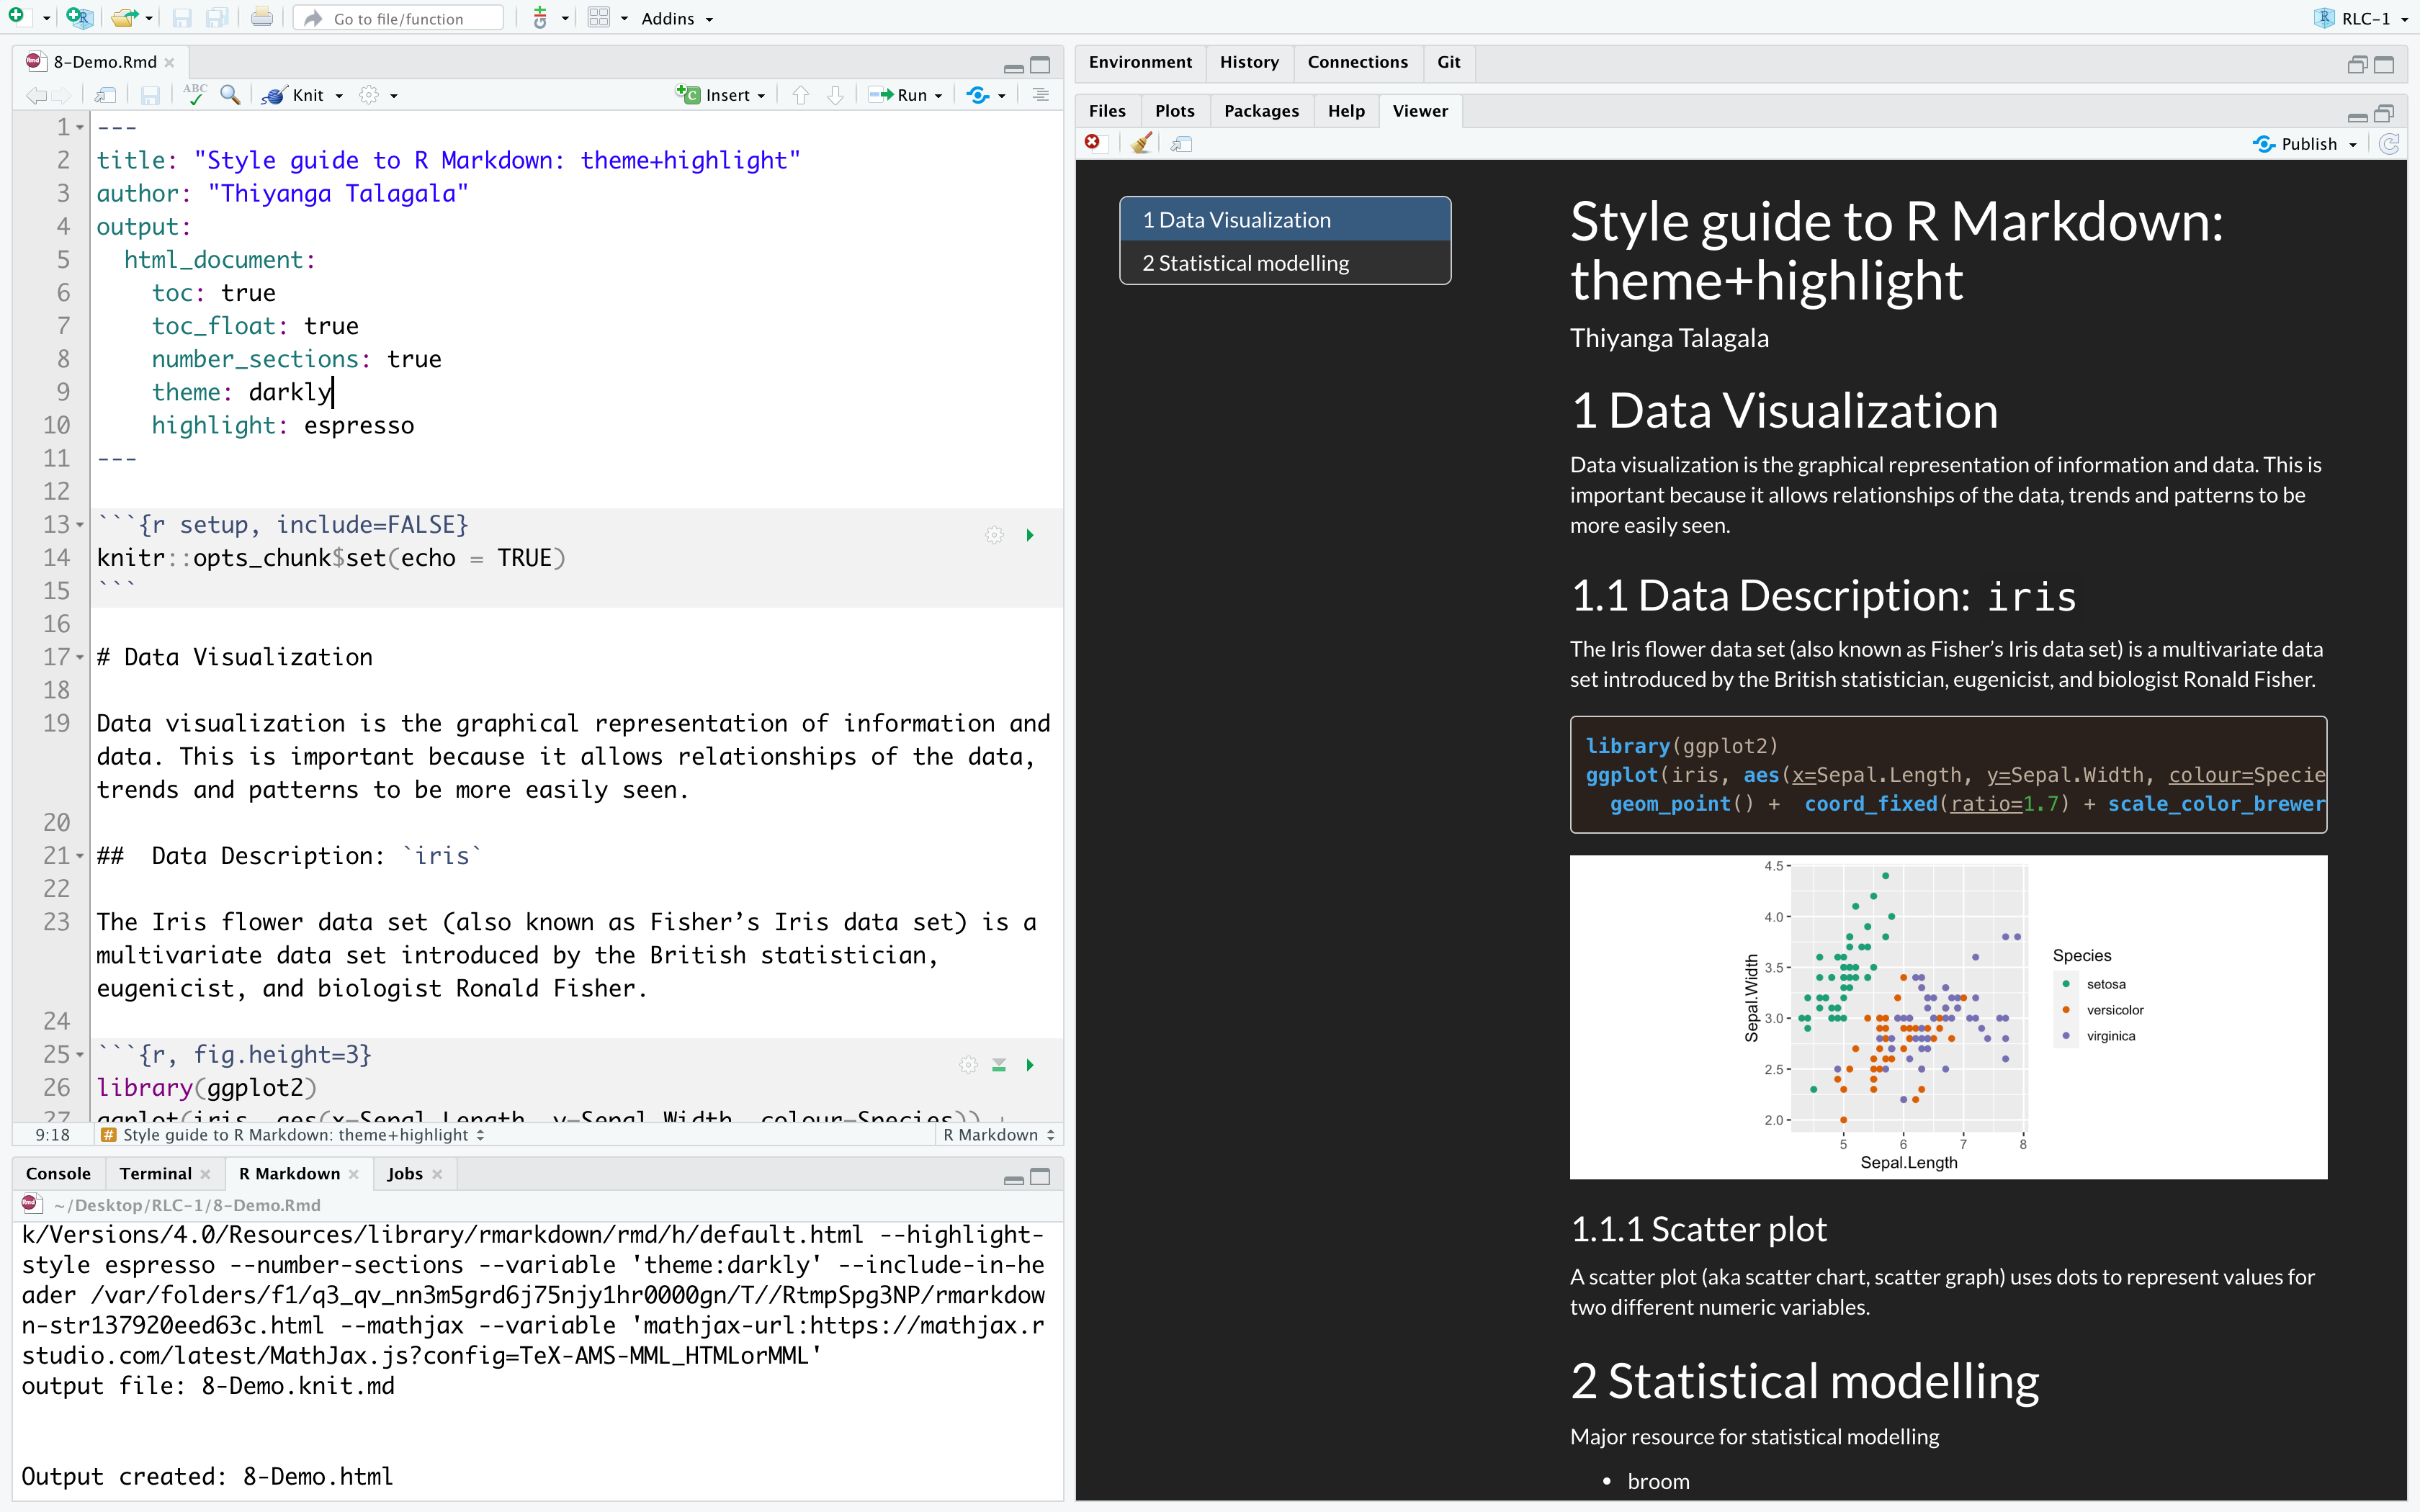 Go to file/function
Addins
RLC-1
8-Demo.Rmd
ABC
Knit
Insert
Run
1 ---
2 title: "Style guide to R Markdown: theme+highlight"
3 author: "Thiyanga Talagala"
4 output:
5   html_document:
6     toc: true
7     toc_float: true
8     number_sections: true
9     theme: darkly
10     highlight: espresso
11 ---
12
13 ```{r setup, include=FALSE}
14 knitr::opts_chunk$set(echo = TRUE)
15 ```
16
17 # Data Visualization
18
19 Data visualization is the graphical representation of information and
data. This is important because it allows relationships of the data,
trends and patterns to be more easily seen.
20
21 ##  Data Description: `iris`
22
23 The Iris flower data set (also known as Fisher’s Iris data set) is a
multivariate data set introduced by the British statistician,
eugenicist, and biologist Ronald Fisher.
24
25 ```{r, fig.height=3}
26 library(ggplot2)
27 ggplot(iris, aes(x=Sepal.Length, y=Sepal.Width, colour=Species)) +
9:18 # Style guide to R Markdown: theme+highlight
R Markdown
Console Terminal R Markdown Jobs
~/Desktop/RLC-1/8-Demo.Rmd
k/Versions/4.0/Resources/library/rmarkdown/rmd/h/default.html --highlight-
style espresso --number-sections --variable 'theme:darkly' --include-in-he
ader /var/folders/f1/q3_qv_nn3m5grd6j75njy1hr0000gn/T//RtmpSpg3NP/rmarkdow
n-str137920eed63c.html --mathjax --variable 'mathjax-url:https://mathjax.r
studio.com/latest/MathJax.js?config=TeX-AMS-MML_HTMLorMML'
output file: 8-Demo.knit.md
Output created: 8-Demo.html
Environment History Connections Git
Files Plots Packages Help Viewer
Publish
1 Data Visualization
2 Statistical modelling
Style guide to R Markdown:
theme+highlight
Thiyanga Talagala
1 Data Visualization
Data visualization is the graphical representation of information and data. This is
important because it allows relationships of the data, trends and patterns to be
more easily seen.
1.1 Data Description: iris
The Iris flower data set (also known as Fisher’s Iris data set) is a multivariate data
set introduced by the British statistician, eugenicist, and biologist Ronald Fisher.
library(ggplot2)
ggplot(iris, aes(x=Sepal.Length, y=Sepal.Width, colour=Specie
  geom_point() +  coord_fixed(ratio=1.7) + scale_color_brewer
4.5
4.0
3.5
3.0
2.5
2.0
Sepal.Width
5 6 7 8
Sepal.Length
Species
setosa
versicolor
virginica
1.1.1 Scatter plot
A scatter plot (aka scatter chart, scatter graph) uses dots to represent values for
two different numeric variables.
2 Statistical modelling
Major resource for statistical modelling
• broom